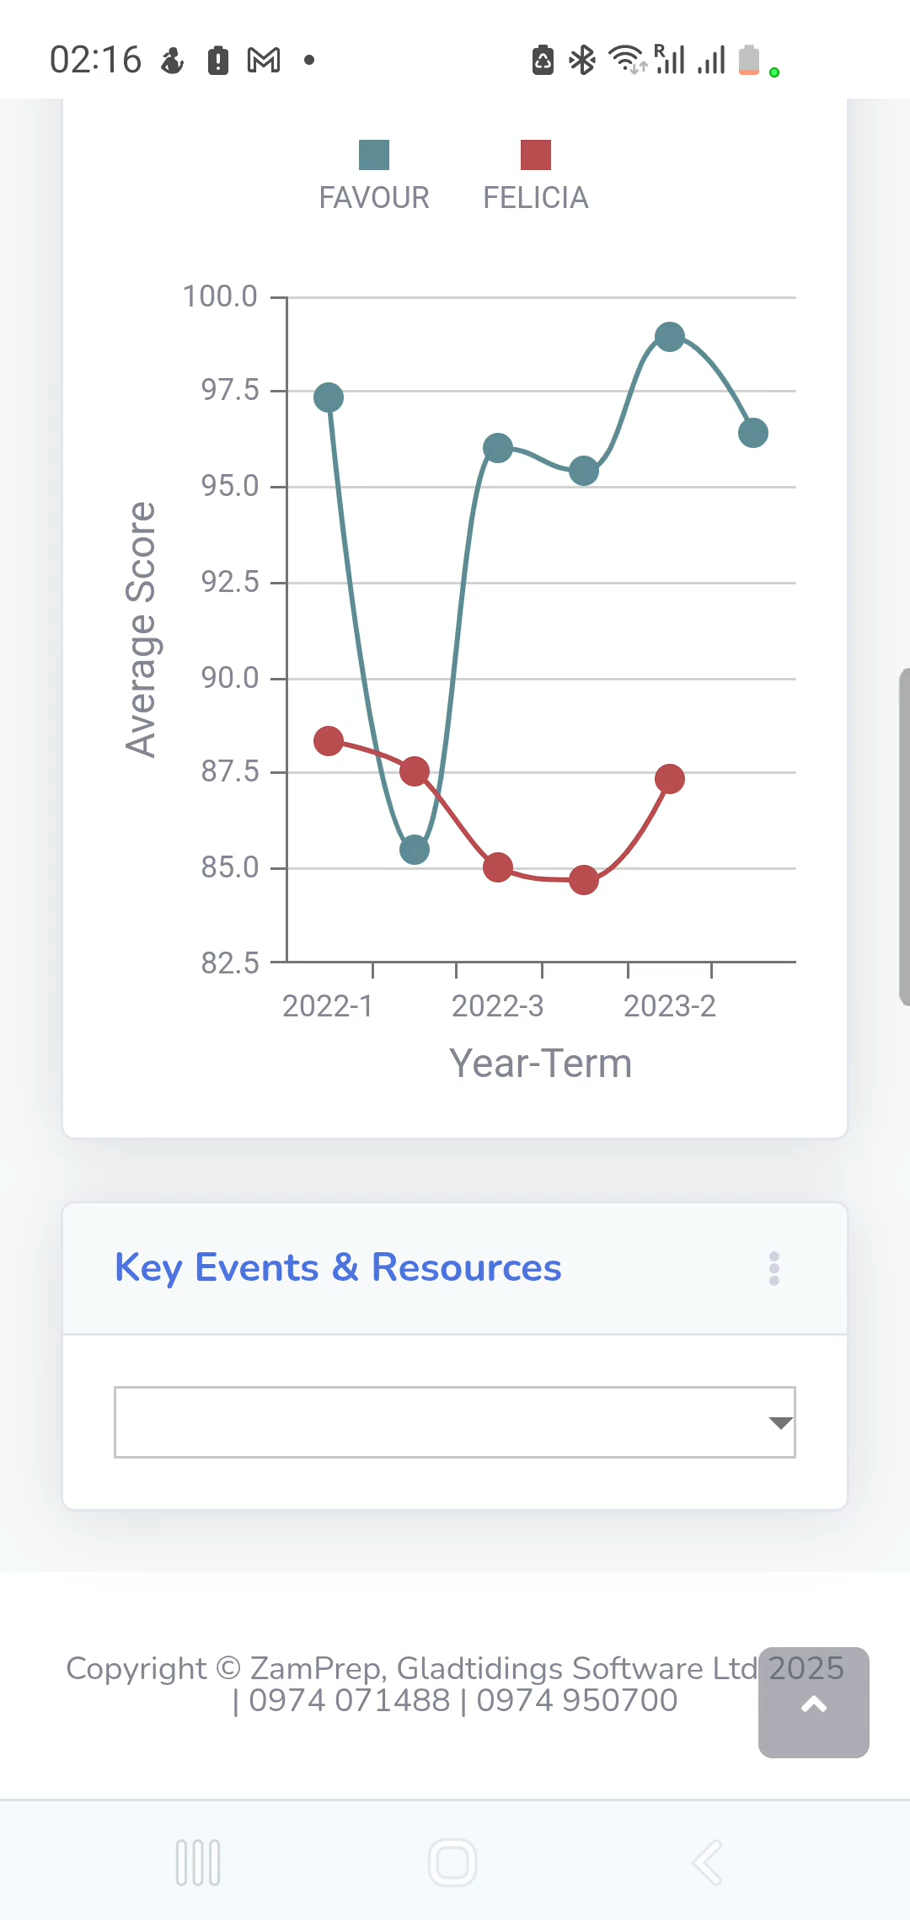 02:16
R
FAVOUR FELICIA
100.0
97.5
95.0
92.5
90.0
87.5
85.0
82.5
Average Score
2022-1 2022-3 2023-2
Year-Term
Key Events & Resources
Copyright © ZamPrep, Gladtidings Software Ltd 2025
| 0974 071488 | 0974 950700